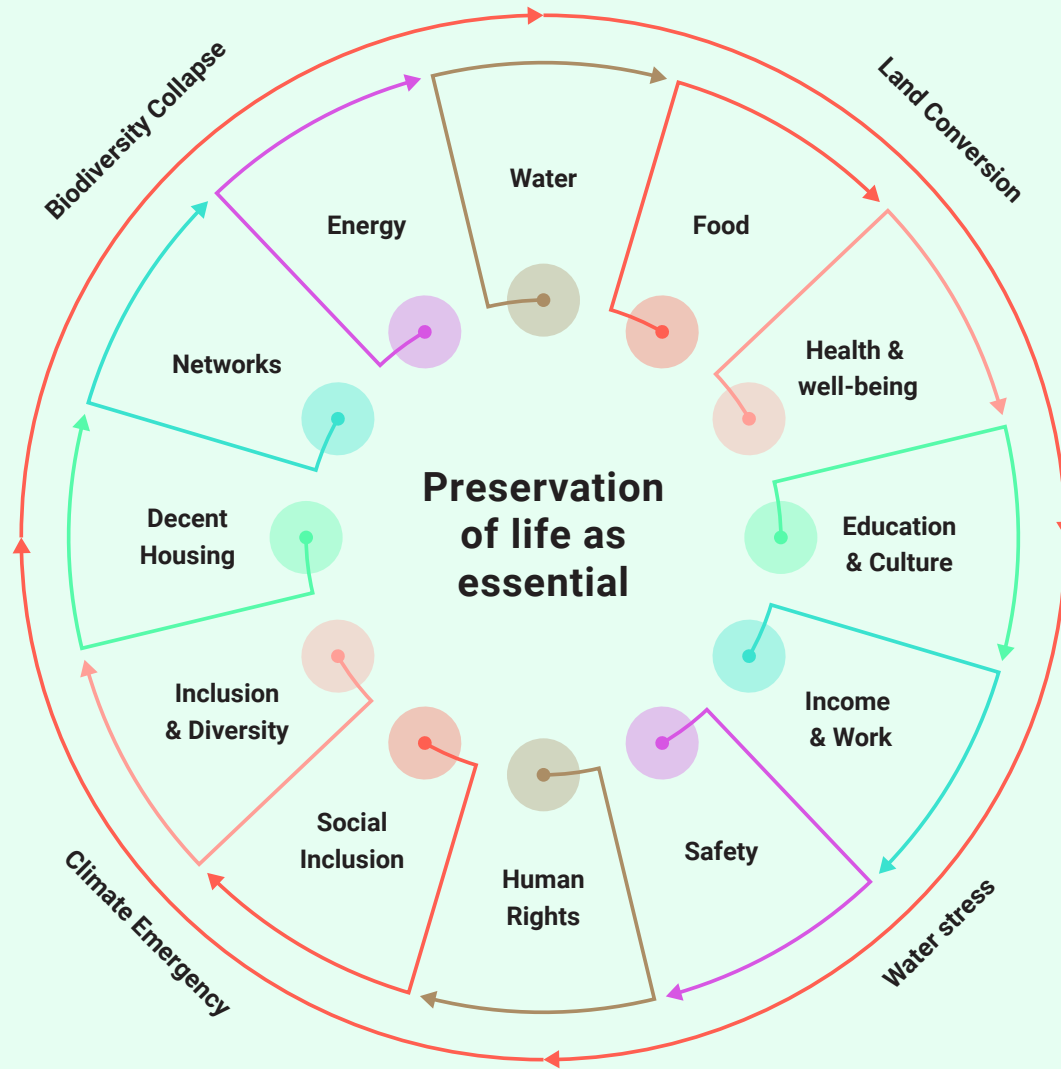 Biodiversity Collapse
Land Conversion
Water
Energy
Food
Networks
Health &
well-being
Preservation
of life as
essential
Decent
Housing
Education
& Culture
Inclusion
& Diversity
Income
& Work
Social
Inclusion
Safety
Human
Rights
Climate Emergency
Water stress